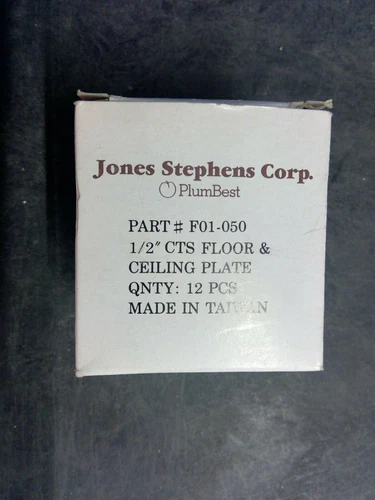 Jones Stephens Corp.
PlumBest
PART # F01-050
1/2" CTS FLOOR &
CEILING PLATE
QNTY: 12 PCS
MADE IN TAIWAN